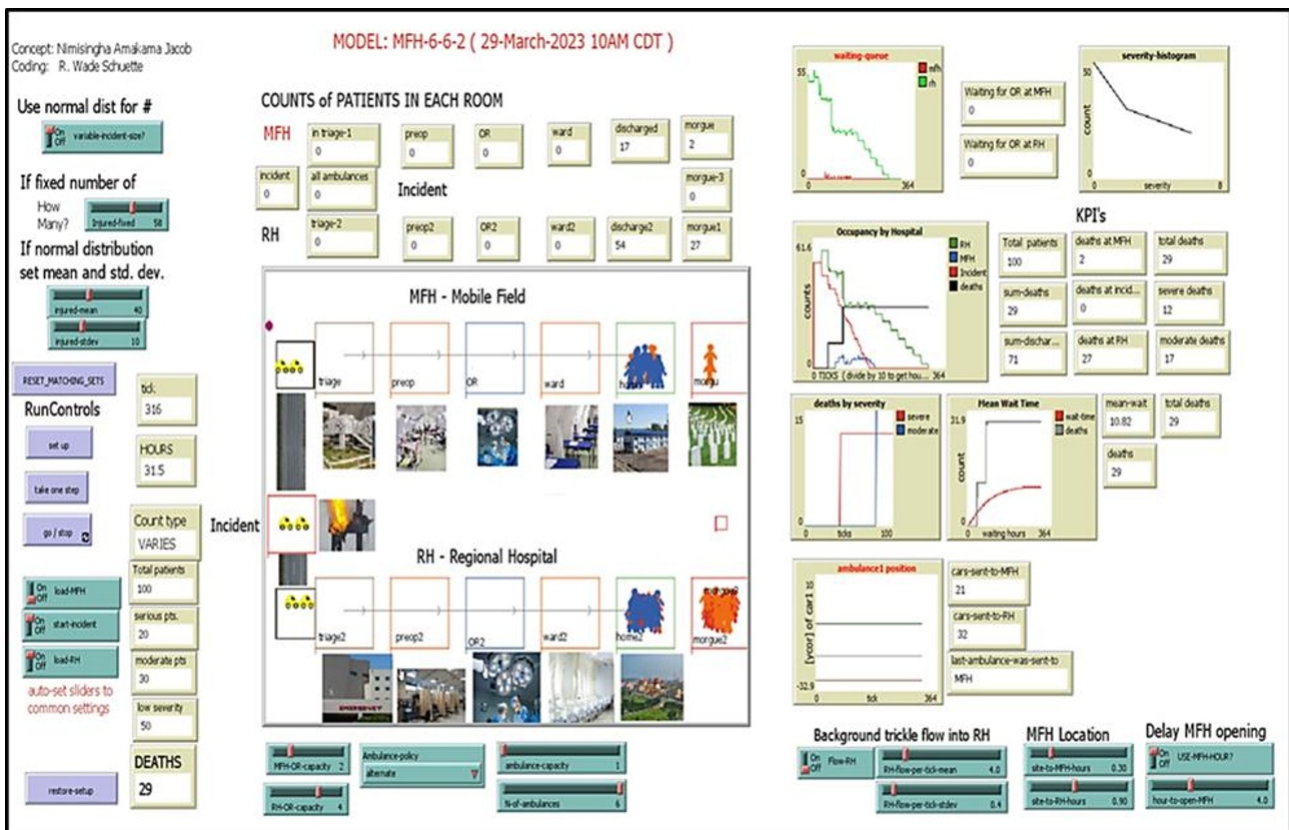 Concept: Nimisingha Amakama Jacob
Coding: R. Wade Schuette
MODEL: MFH-6-6-2 ( 29-March-2023 10AM CDT )
Use normal dist for #
On
Off
variable-incident-size?
If fixed number of
How
Many?
Injured-fixed 58
If normal distribution
set mean and std. dev.
injured-mean 40
injured-stdev 10
RESET_MATCHING_SETS
RunControls
set up
take one step
go / stop
tick
316
HOURS
31.5
Count type
VARIES
Total patients
100
serious pts.
20
moderate pts
30
low severity
50
DEATHS
29
On
Off
load-MFH
On
Off
start-incident
On
Off
load-RH
auto-set sliders to
common settings
restore-setup
COUNTS of PATIENTS IN EACH ROOM
MFH
in triage-1
0
preop
0
OR
0
ward
0
discharged
17
morgue
2
incident
0
all ambulances
0
Incident
morgue-3
0
RH
triage-2
0
preop2
0
OR2
0
ward2
0
discharge2
54
morgue1
27
MFH - Mobile Field
triage
preop
OR
ward
morgu
Incident
RH - Regional Hospital
triage2
preop2
OR2
ward2
home2
morgue2
MFH-OR-capacity 2
RH-OR-capacity 4
Ambulance-policy
alternate
ambulance-capacity 1
N-of-ambulances 6
waiting-queue
55
0
0
364
mfh
rh
Waiting for OR at MFH
0
Waiting for OR at RH
0
severity-histogram
50
count
0
0
severity
8
KPI's
Occupancy by Hospital
61.6
counts
0
0 TICKS ( divide by 10 to get hou... 364
RH
MFH
Incident
deaths
Total patients
100
deaths at MFH
2
total deaths
29
sum-deaths
29
deaths at incid...
0
severe deaths
12
sum-dischar...
71
deaths at RH
27
moderate deaths
17
deaths by severity
15
0
0
ticks
100
severe
moderate
Mean Wait Time
31.9
count
0
0
waiting hours
364
wait-time
deaths
mean-wait
10.82
total deaths
29
deaths
29
ambulance1 position
[ycor] of car1 15
-32.9
0
tick
364
cars-sent-to-MFH
21
cars-sent-to-RH
32
last-ambulance-was-sent-to
MFH
Background trickle flow into RH
On
Off
Flow-RH
RH-flow-per-tick-mean 4.0
RH-flow-per-tick-stdev 0.4
MFH Location
site-to-MFH-hours 0.30
site-to-RH-hours 0.90
Delay MFH opening
On
Off
USE-MFH-HOUR?
hour-to-open-MFH 4.0